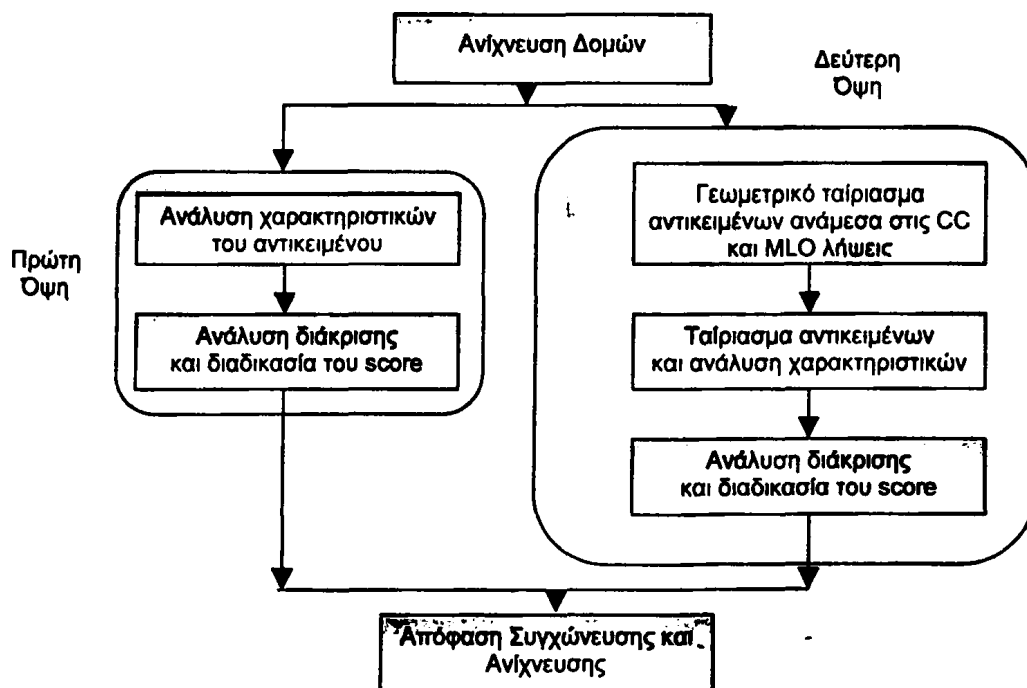 Ανίχνευση Δομών
Δεύτερη
Όψη
Πρώτη
Όψη
Ανάλυση χαρακτηριστικών
του αντικειμένου
Ανάλυση διάκρισης
και διαδικασία του score
Γεωμετρικό ταίριασμα
αντικειμένων ανάμεσα στις CC
και MLO λήψεις
Ταίριασμα αντικειμένων
και ανάλυση χαρακτηριστικών
Ανάλυση διάκρισης
και διαδικασία του score
Απόφαση Συγχώνευσης και
Ανίχνευσης